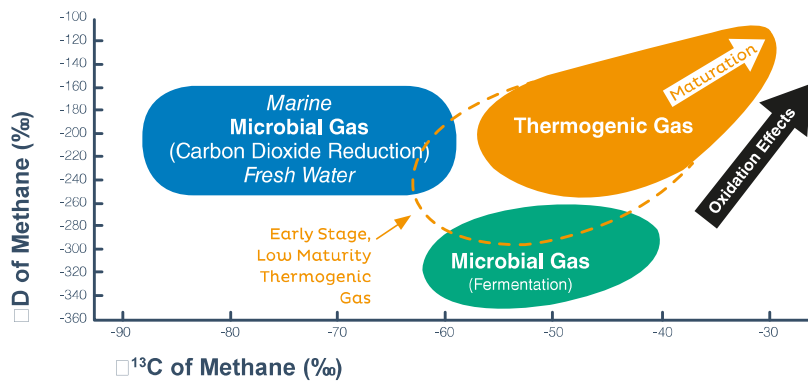 -100
-120
-140
-160
-180
-200
-220
-240
-260
-300
-320
-340
-360
□D of Methane (‰)
Marine
Microbial Gas
(Carbon Dioxide Reduction)
Fresh Water
Maturation
Thermogenic Gas
Oxidation Effects
Early Stage,
Low Maturity
Thermogenic
Gas
Microbial Gas
(Fermentation)
-90
-80
-70
-60
-50
-40
-30
□¹³C of Methane (‰)